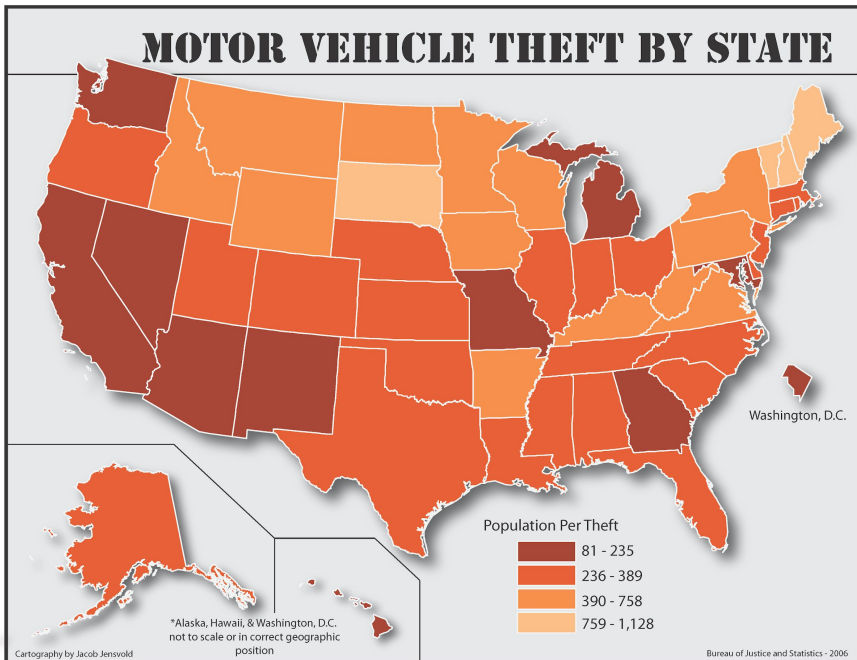 MOTOR VEHICLE THEFT BY STATE
Washington, D.C.
Population Per Theft
81 - 235
236 - 389
390 - 758
759 - 1,128
*Alaska, Hawaii, & Washington, D.C.
not to scale or in correct geographic
position
Cartography by Jacob Jensvold
Bureau of Justice and Statistics - 2006